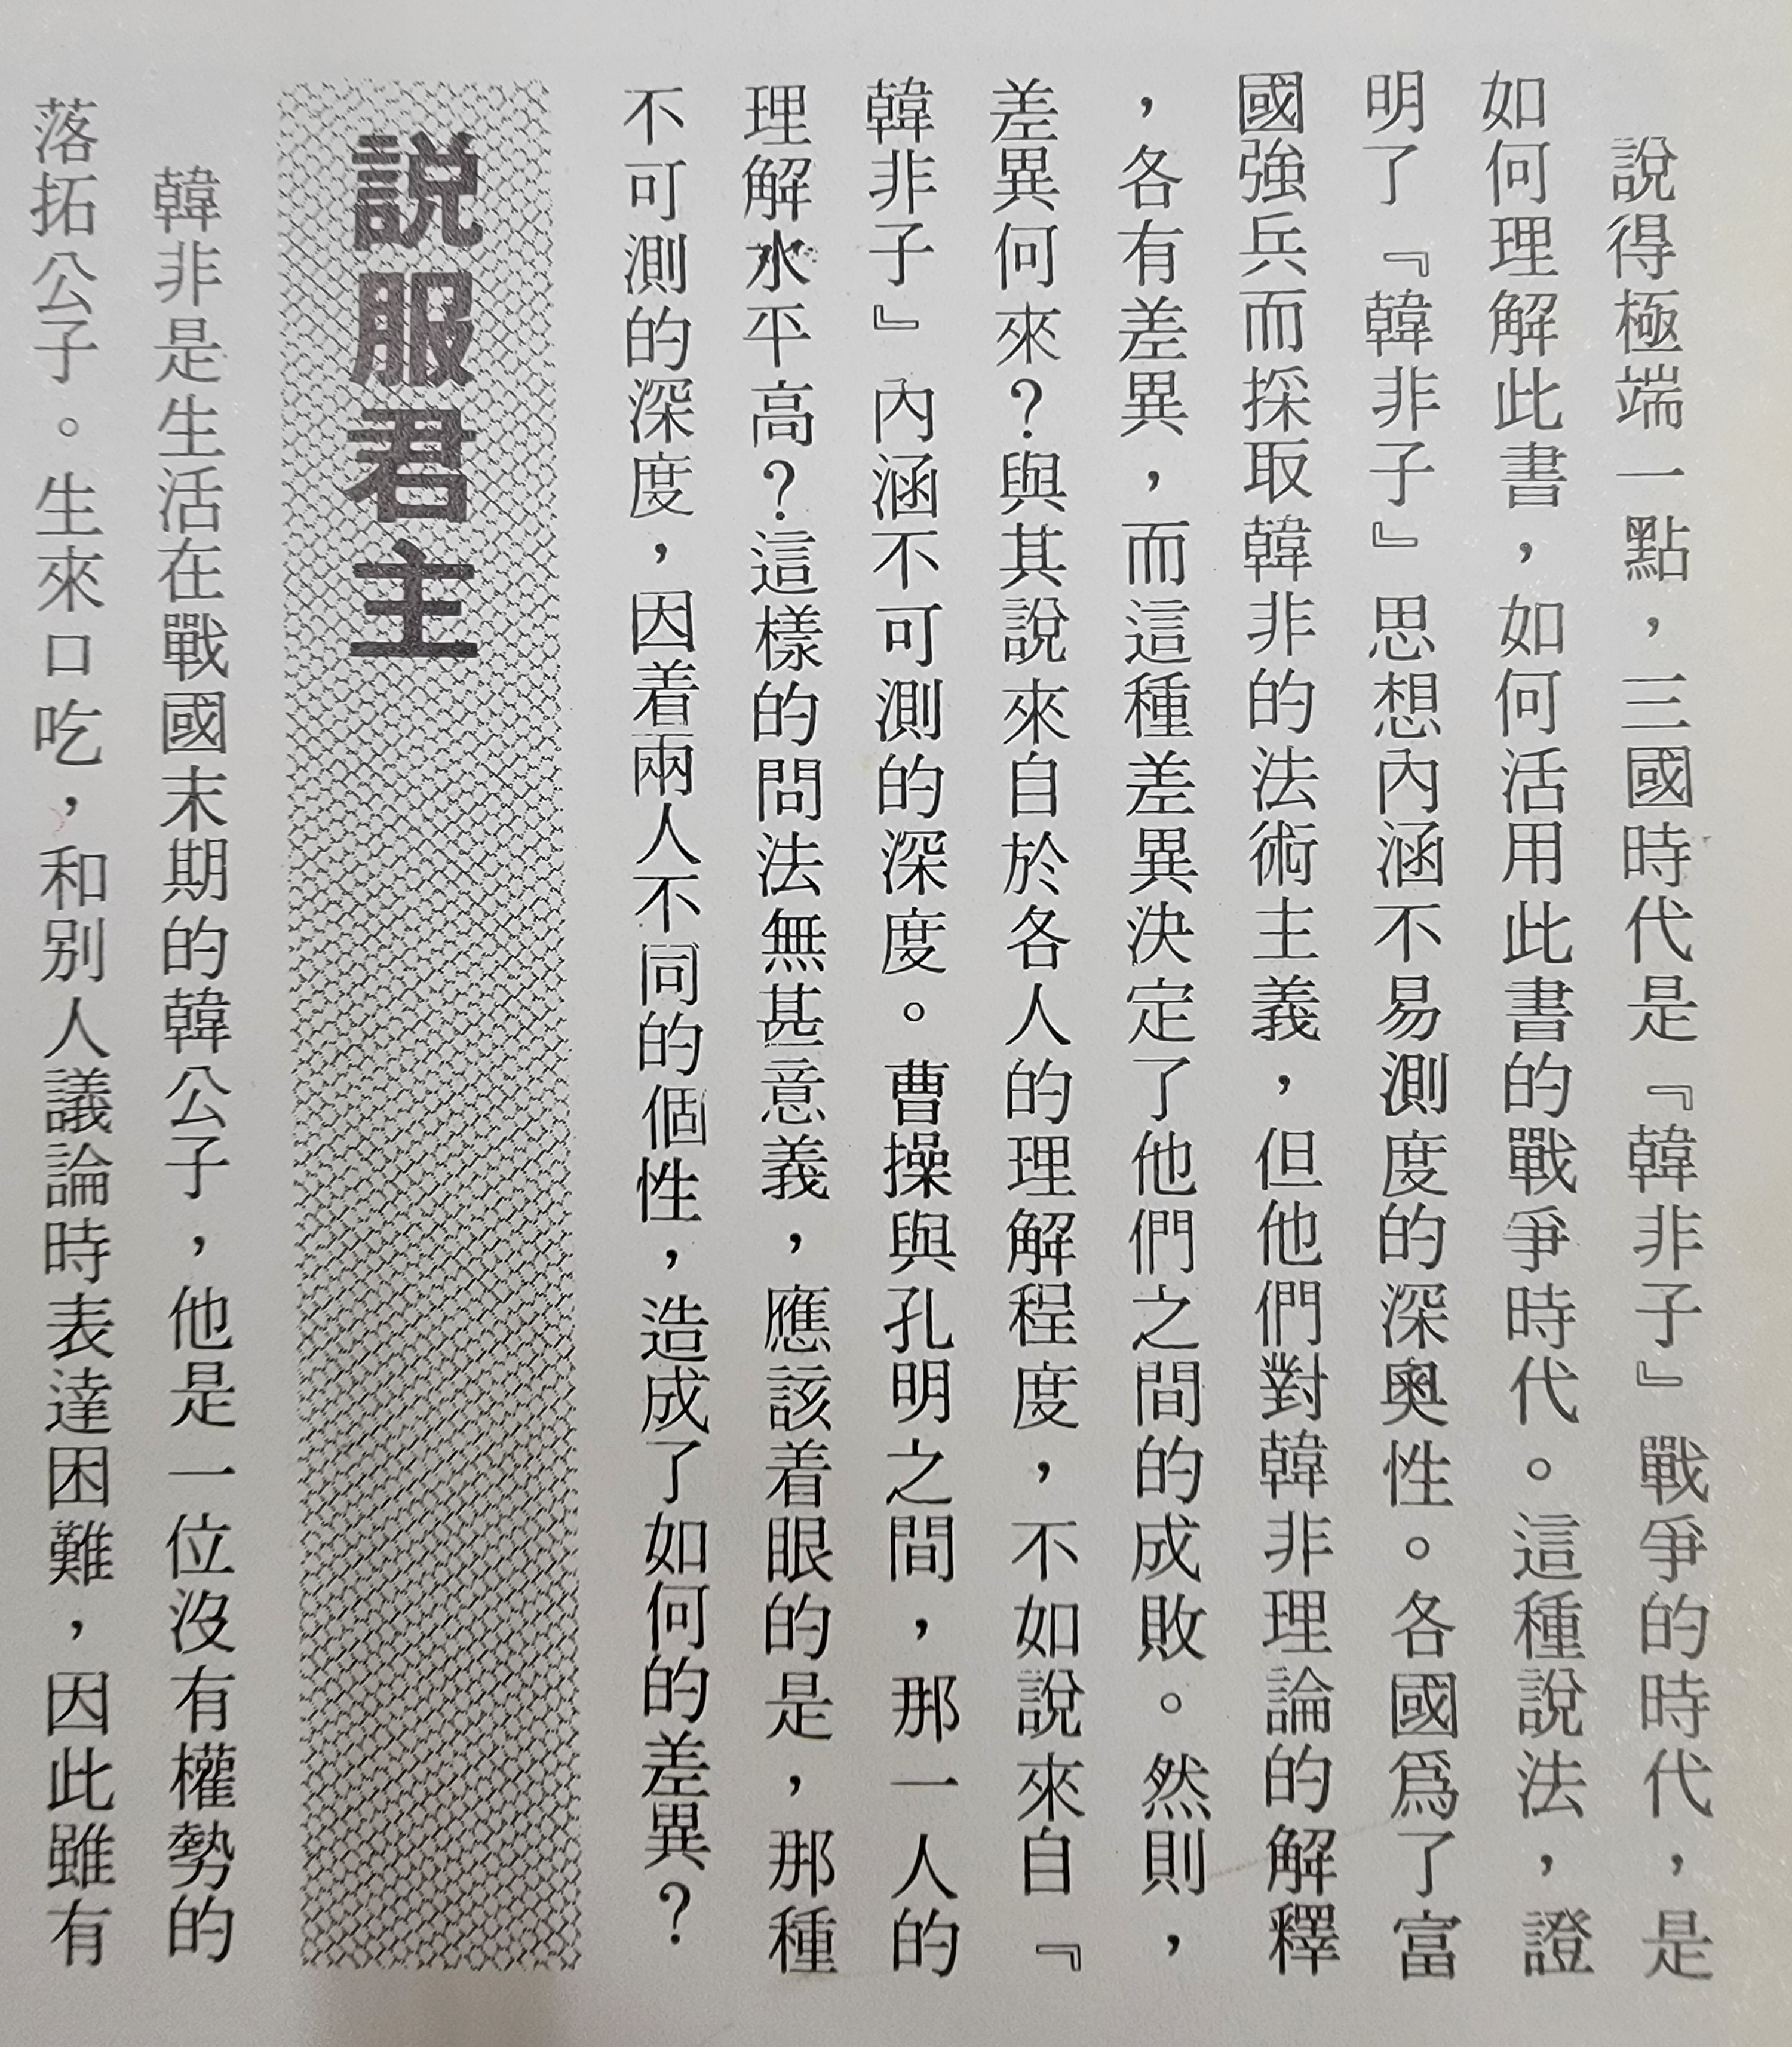 說得極端一點，三國時代是『韓非子』戰爭的時代，是
如何理解此書，如何活用此書的戰爭時代。這種說法，證
明了『韓非子』思想內涵不易測度的深奧性。各國爲了富
國強兵而採取韓非的法術主義，但他們對韓非理論的解釋
，各有差異，而這種差異決定了他們之間的成敗。然則，
差異何來？與其說來自於各人的理解程度，不如說來自『
韓非子』內涵不可測的深度。曹操與孔明之間，那一人的
理解水平高？這樣的問法無甚意義，應該着眼的是，那種
不可測的深度，因着兩人不同的個性，造成了如何的差異？
說服君主
韓非是生活在戰國末期的韓公子，他是一位沒有權勢的
落拓公子。生來口吃，和別人議論時表達困難，因此雖有